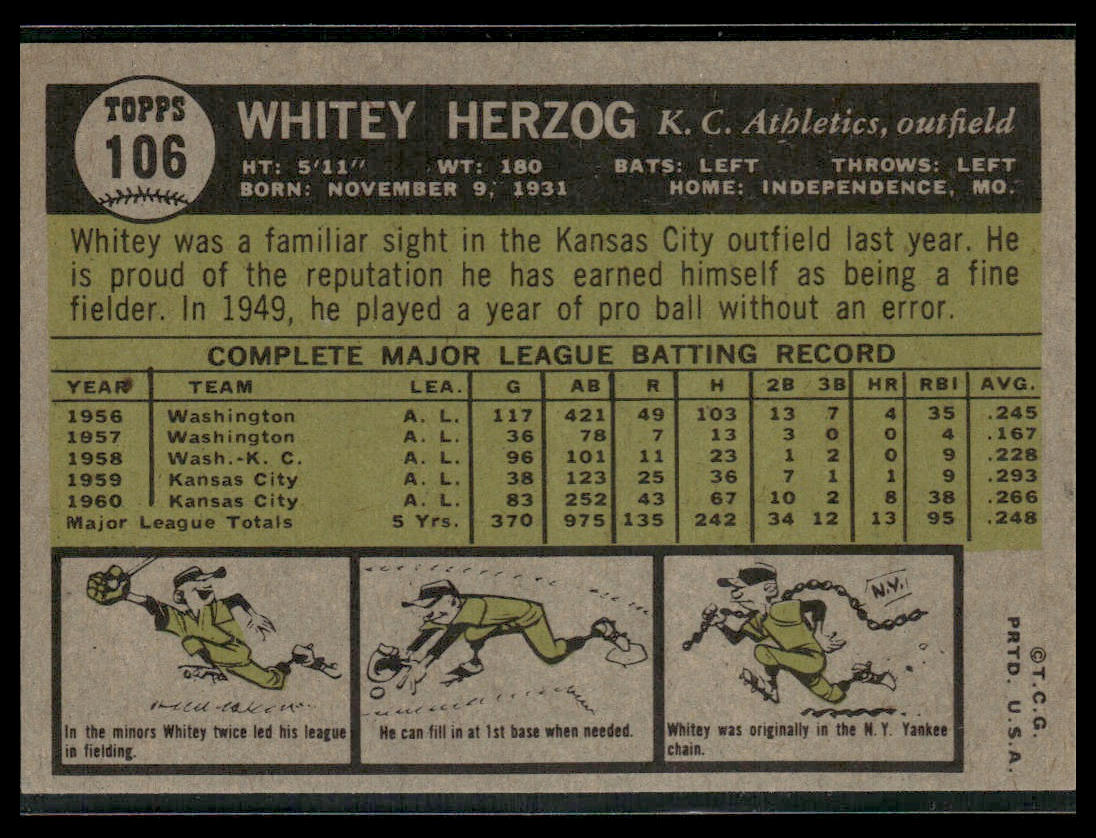 TOPPS
106
WHITEY HERZOG K. C. Athletics, outfield
HT: 5'11" WT: 180 BATS: LEFT THROWS: LEFT
BORN: NOVEMBER 9, 1931 HOME: INDEPENDENCE, MO.
Whitey was a familiar sight in the Kansas City outfield last year. He
is proud of the reputation he has earned himself as being a fine
fielder. In 1949, he played a year of pro ball without an error.
COMPLETE MAJOR LEAGUE BATTING RECORD
YEAR TEAM LEA. G AB R H 2B 3B HR RBI AVG.
1956 Washington A. L. 117 421 49 103 13 7 4 35 .245
1957 Washington A. L. 36 78 7 13 3 0 0 4 .167
1958 Wash.-K. C. A. L. 96 101 11 23 1 2 0 9 .228
1959 Kansas City A. L. 38 123 25 36 7 1 1 9 .293
1960 Kansas City A. L. 83 252 43 67 10 2 8 38 .266
Major League Totals 5 Yrs. 370 975 135 242 34 12 13 95 .248
In the minors Whitey twice led his league
in fielding.
He can fill in at 1st base when needed.
N.Y.
Whitey was originally in the N.Y. Yankee
chain.
©T.C.G.
PRTD. U.S.A.